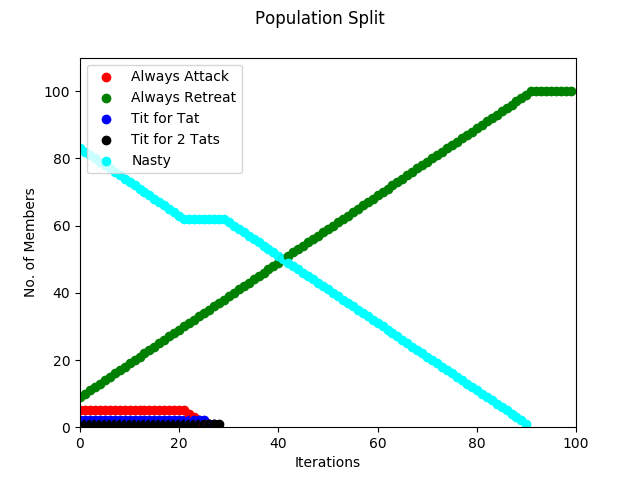 Population Split
Always Attack
Always Retreat
Tit for Tat
Tit for 2 Tats
Nasty
No. of Members
100
80
60
40
20
0
0 20 40 60 80 100
Iterations